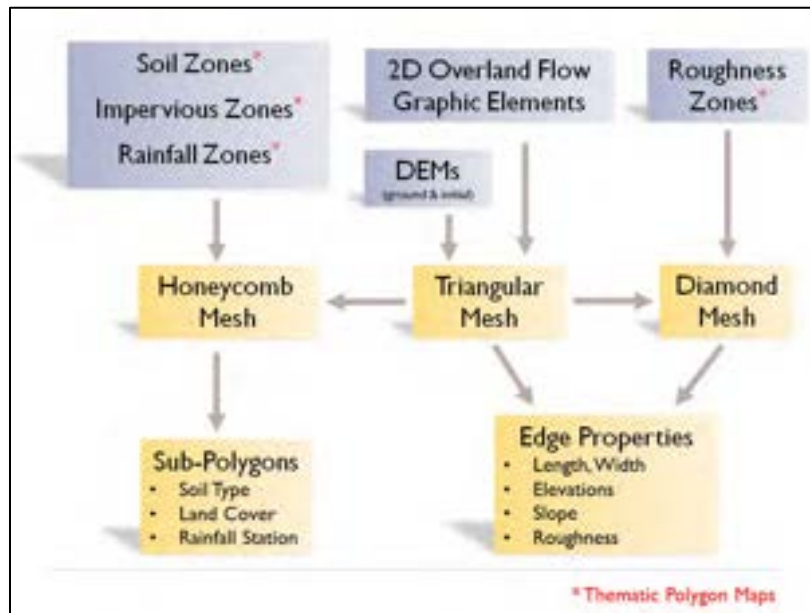 Soil Zones*
Impervious Zones*
Rainfall Zones*
2D Overland Flow
Graphic Elements
Roughness
Zones*
DEMs
(ground & initial)
Honeycomb
Mesh
Triangular
Mesh
Diamond
Mesh
Sub-Polygons
• Soil Type
• Land Cover
• Rainfall Station
Edge Properties
• Length, Width
• Elevations
• Slope
• Roughness
* Thematic Polygon Maps